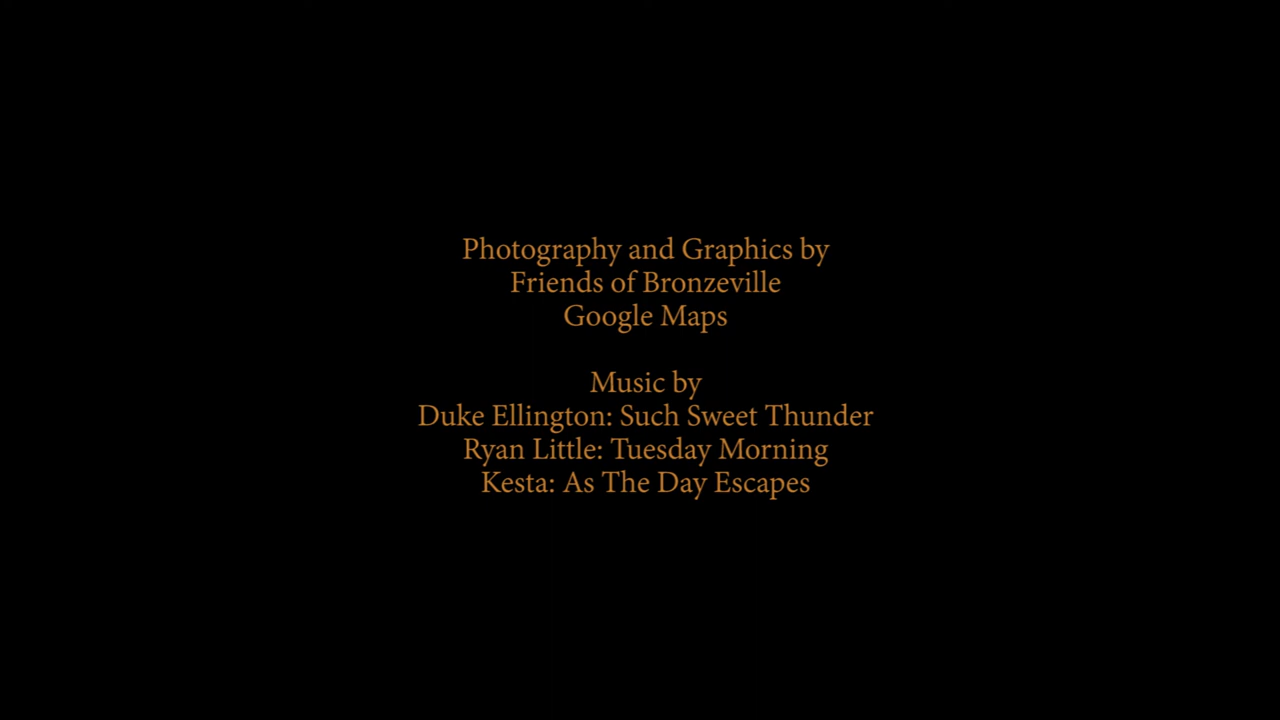 Photography and Graphics by
Friends of Bronzeville
Google Maps
Music by
Duke Ellington: Such Sweet Thunder
Ryan Little: Tuesday Morning
Kesta: As The Day Escapes